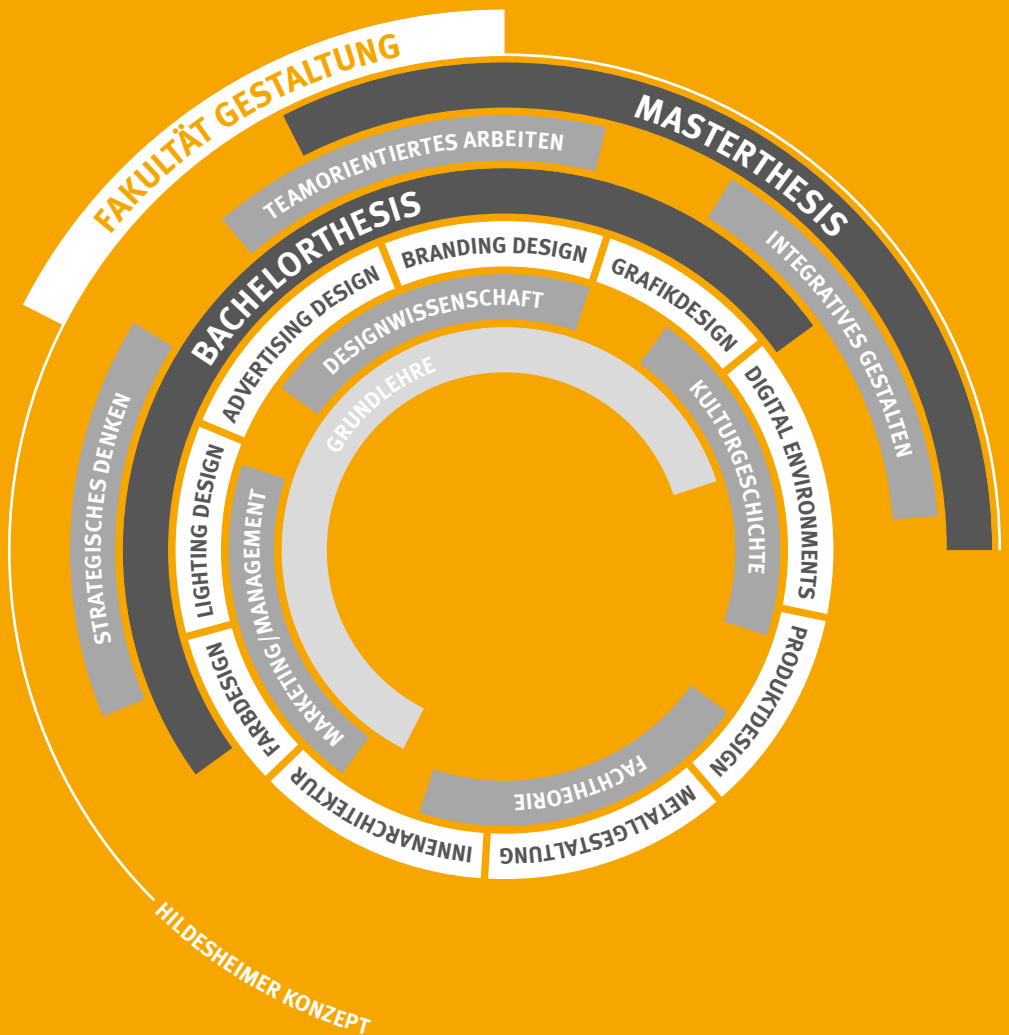 FAKULTÄT GESTALTUNG
MASTERTHESIS
TEAMORIENTIERTES ARBEITEN
INTEGRATIVES GESTALTEN
STRATEGISCHES DENKEN
BACHELORTHESIS
ADVERTISING DESIGN
BRANDING DESIGN
GRAFIKDESIGN
DIGITAL ENVIRONMENTS
PRODUKTDESIGN
METALLGESTALTUNG
INNENARCHITEKTUR
FARBDESIGN
LIGHTING DESIGN
DESIGNWISSENSCHAFT
KULTURGESCHICHTE
FACHTHEORIE
MARKETING/MANAGEMENT
GRUNDLEHRE
HILDESHEIMER KONZEPT